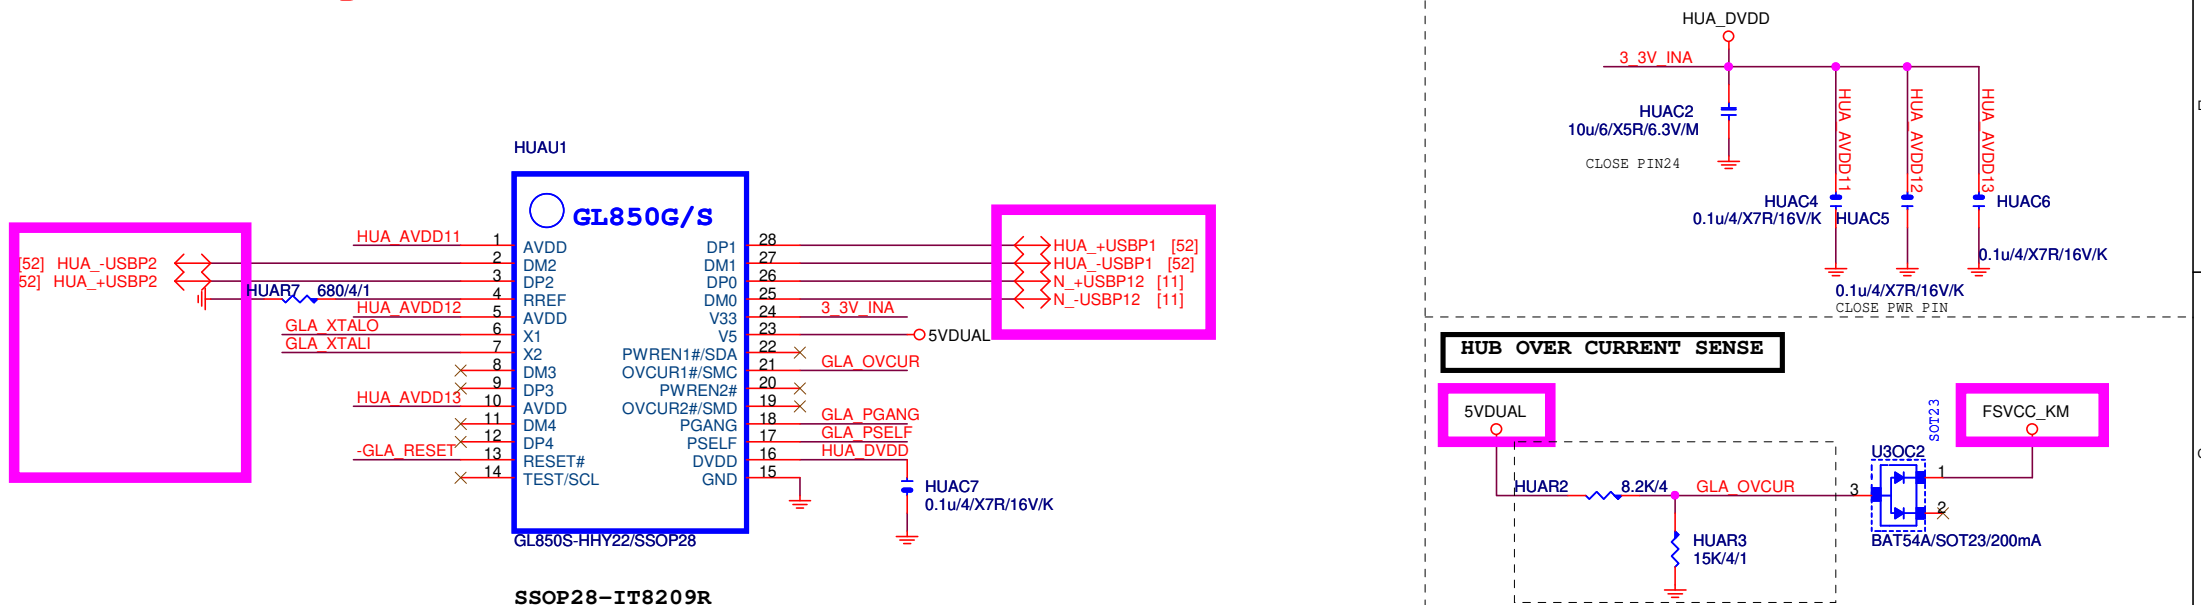 HUAU1
GL850G/S
[52] HUA_-USBP2
52] HUA_+USBP2
HUAR7 680/4/1
HUA_AVDD11
HUA_AVDD12
GLA_XTALO
GLA_XTALI
HUA_AVDD13
-GLA_RESET
1 AVDD
2 DM2
3 DP2
4 RREF
5 AVDD
6 X1
7 X2
8 DM3
9 DP3
10 AVDD
11 DM4
12 DP4
13 RESET#
14 TEST/SCL
DP1 28
DM1 27
DP0 26
DM0 25
V33 24
V5 23
PWREN1#/SDA 22
OVCUR1#/SMC 21
PWREN2# 20
OVCUR2#/SMD 19
PGANG 18
PSELF 17
DVDD 16
GND 15
HUA_+USBP1 [52]
HUA_-USBP1 [52]
N_+USBP12 [11]
N_-USBP12 [11]
3_3V_INA
5VDUAL
GLA_OVCUR
GLA_PGANG
GLA_PSELF
HUA_DVDD
HUAC7
0.1u/4/X7R/16V/K
GL850S-HHY22/SSOP28
SSOP28-IT8209R
HUA_DVDD
3_3V_INA
HUAC2
10u/6/X5R/6.3V/M
CLOSE PIN24
HUA_AVDD11
HUA_AVDD12
HUA_AVDD13
HUAC4
0.1u/4/X7R/16V/K
HUAC5
HUAC6
0.1u/4/X7R/16V/K
0.1u/4/X7R/16V/K
CLOSE PWR PIN
HUB OVER CURRENT SENSE
5VDUAL
SOT23
FSVCC_KM
U3OC2
1
HUAR2 8.2K/4
GLA_OVCUR
3
2
HUAR3
15K/4/1
BAT54A/SOT23/200mA